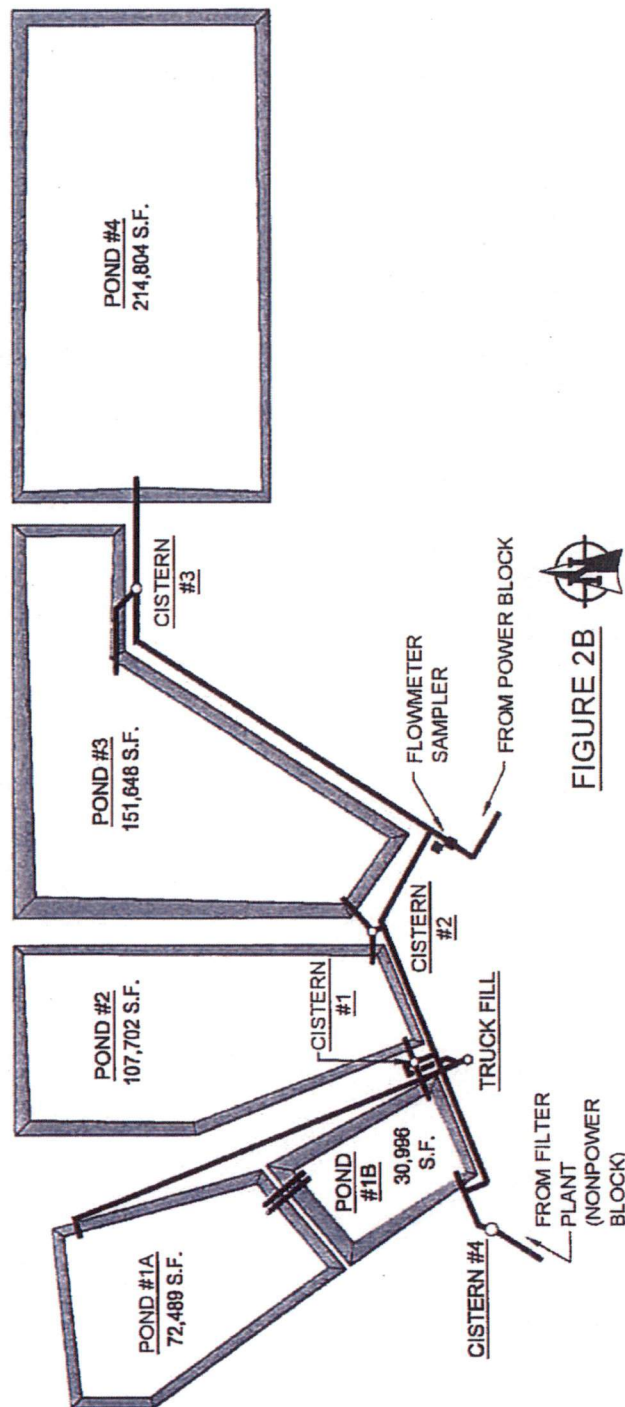 POND #4
214,804 S.F.
POND #3
151,648 S.F.
CISTERN
#3
POND #2
107,702 S.F.
CISTERN
#1
POND #1A
72,489 S.F.
POND
#1B
30,996
S.F.
CISTERN
#2
FLOWMETER
SAMPLER
FROM POWER BLOCK
TRUCK FILL
CISTERN #4
FROM FILTER
PLANT
(NONPOWER
BLOCK)
N
FIGURE 2B